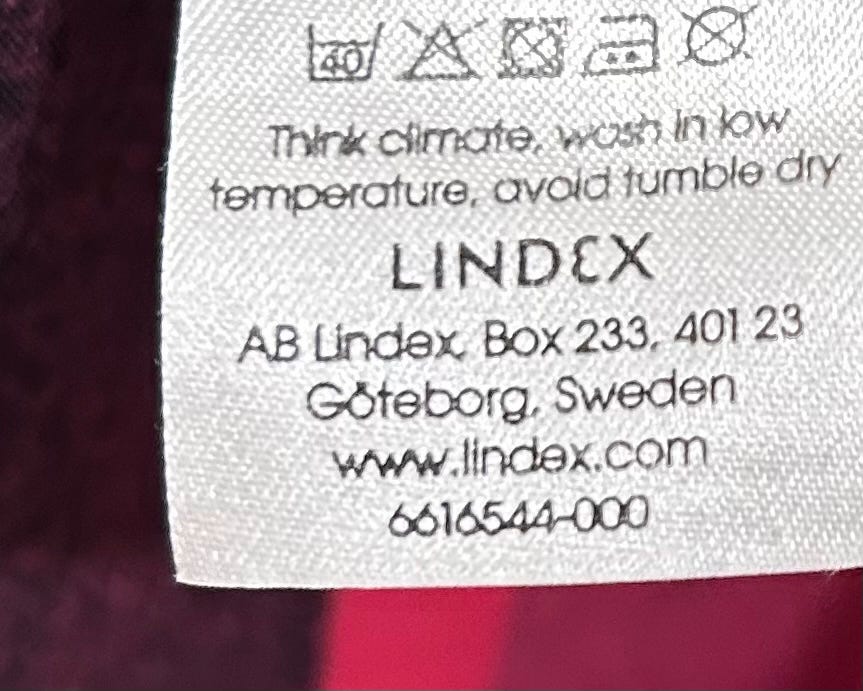 40
Think climate, wash in low
temperature, avoid tumble dry
LINDEX
AB Lindex, Box 233, 401 23
Göteborg, Sweden
www.lindex.com
6616544-000